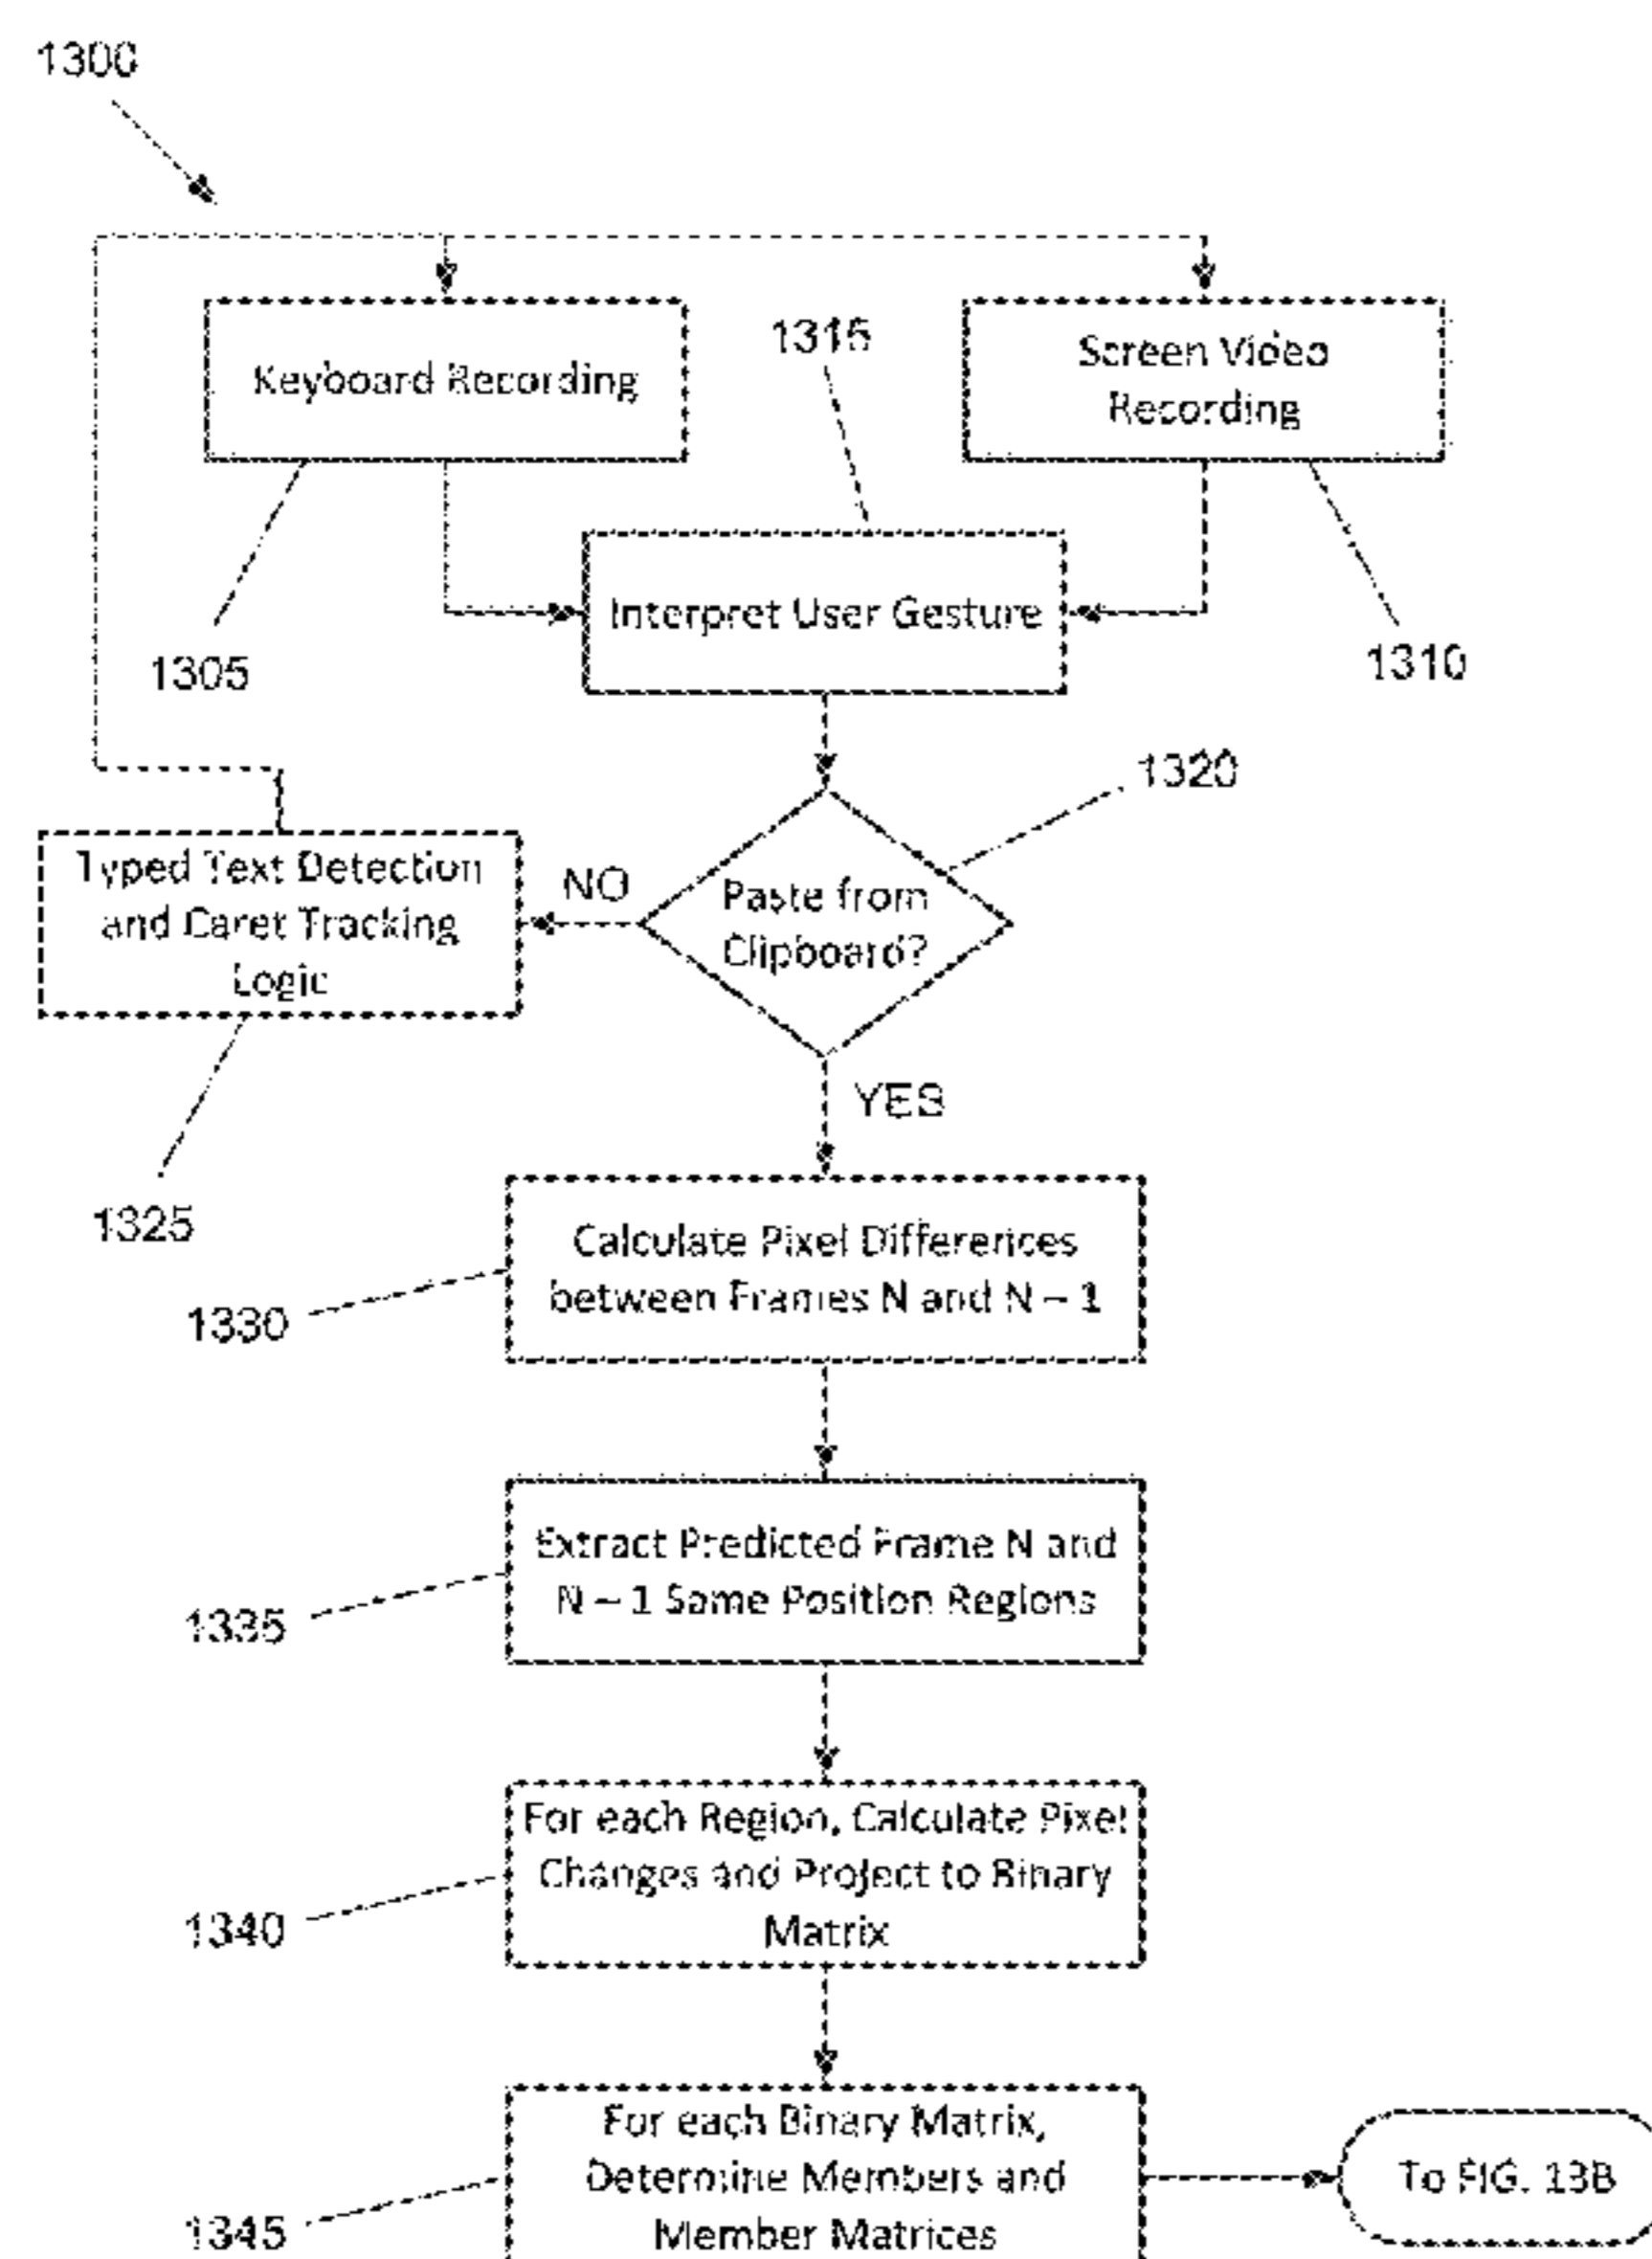 1300
Keyboard Recording
1315
Screen Video
Recording
Interpret User Gesture
1305
1310
1320
Typed Text Detection
and Caret Tracking
Logic
NO
Paste from
Clipboard?
YES
1325
Calculate Pixel Differences
between Frames N and N – 1
1330
Extract Predicted Frame N and
N – 1 Same Position Regions
1335
For each Region, Calculate Pixel
Changes and Project to Binary
Matrix
1340
For each Binary Matrix,
Determine Members and
Member Matrices
To FIG. 13B
1345